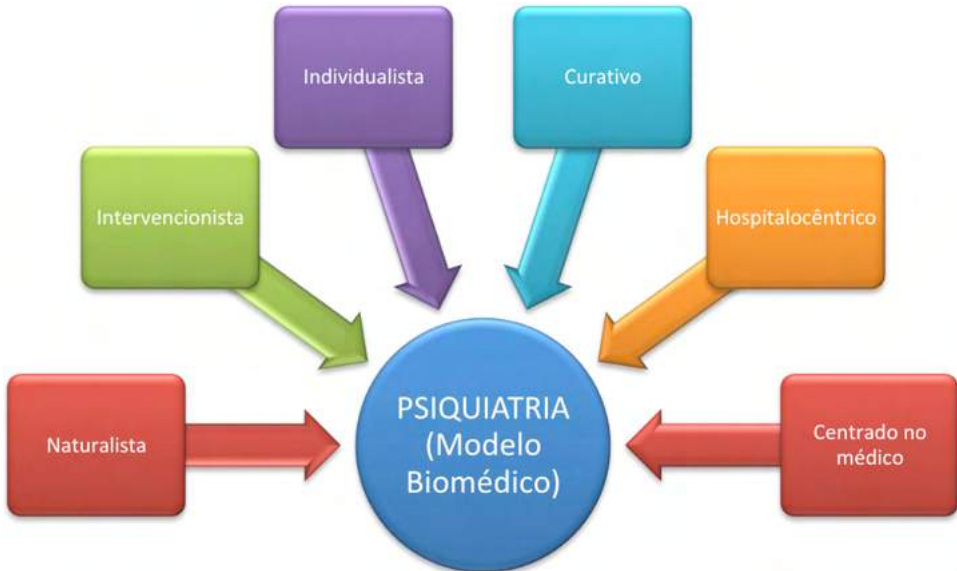 Individualista
Curativo
Intervencionista
Hospitalocêntrico
Naturalista
PSIQUIATRIA
(Modelo
Biomédico)
Centrado no
médico